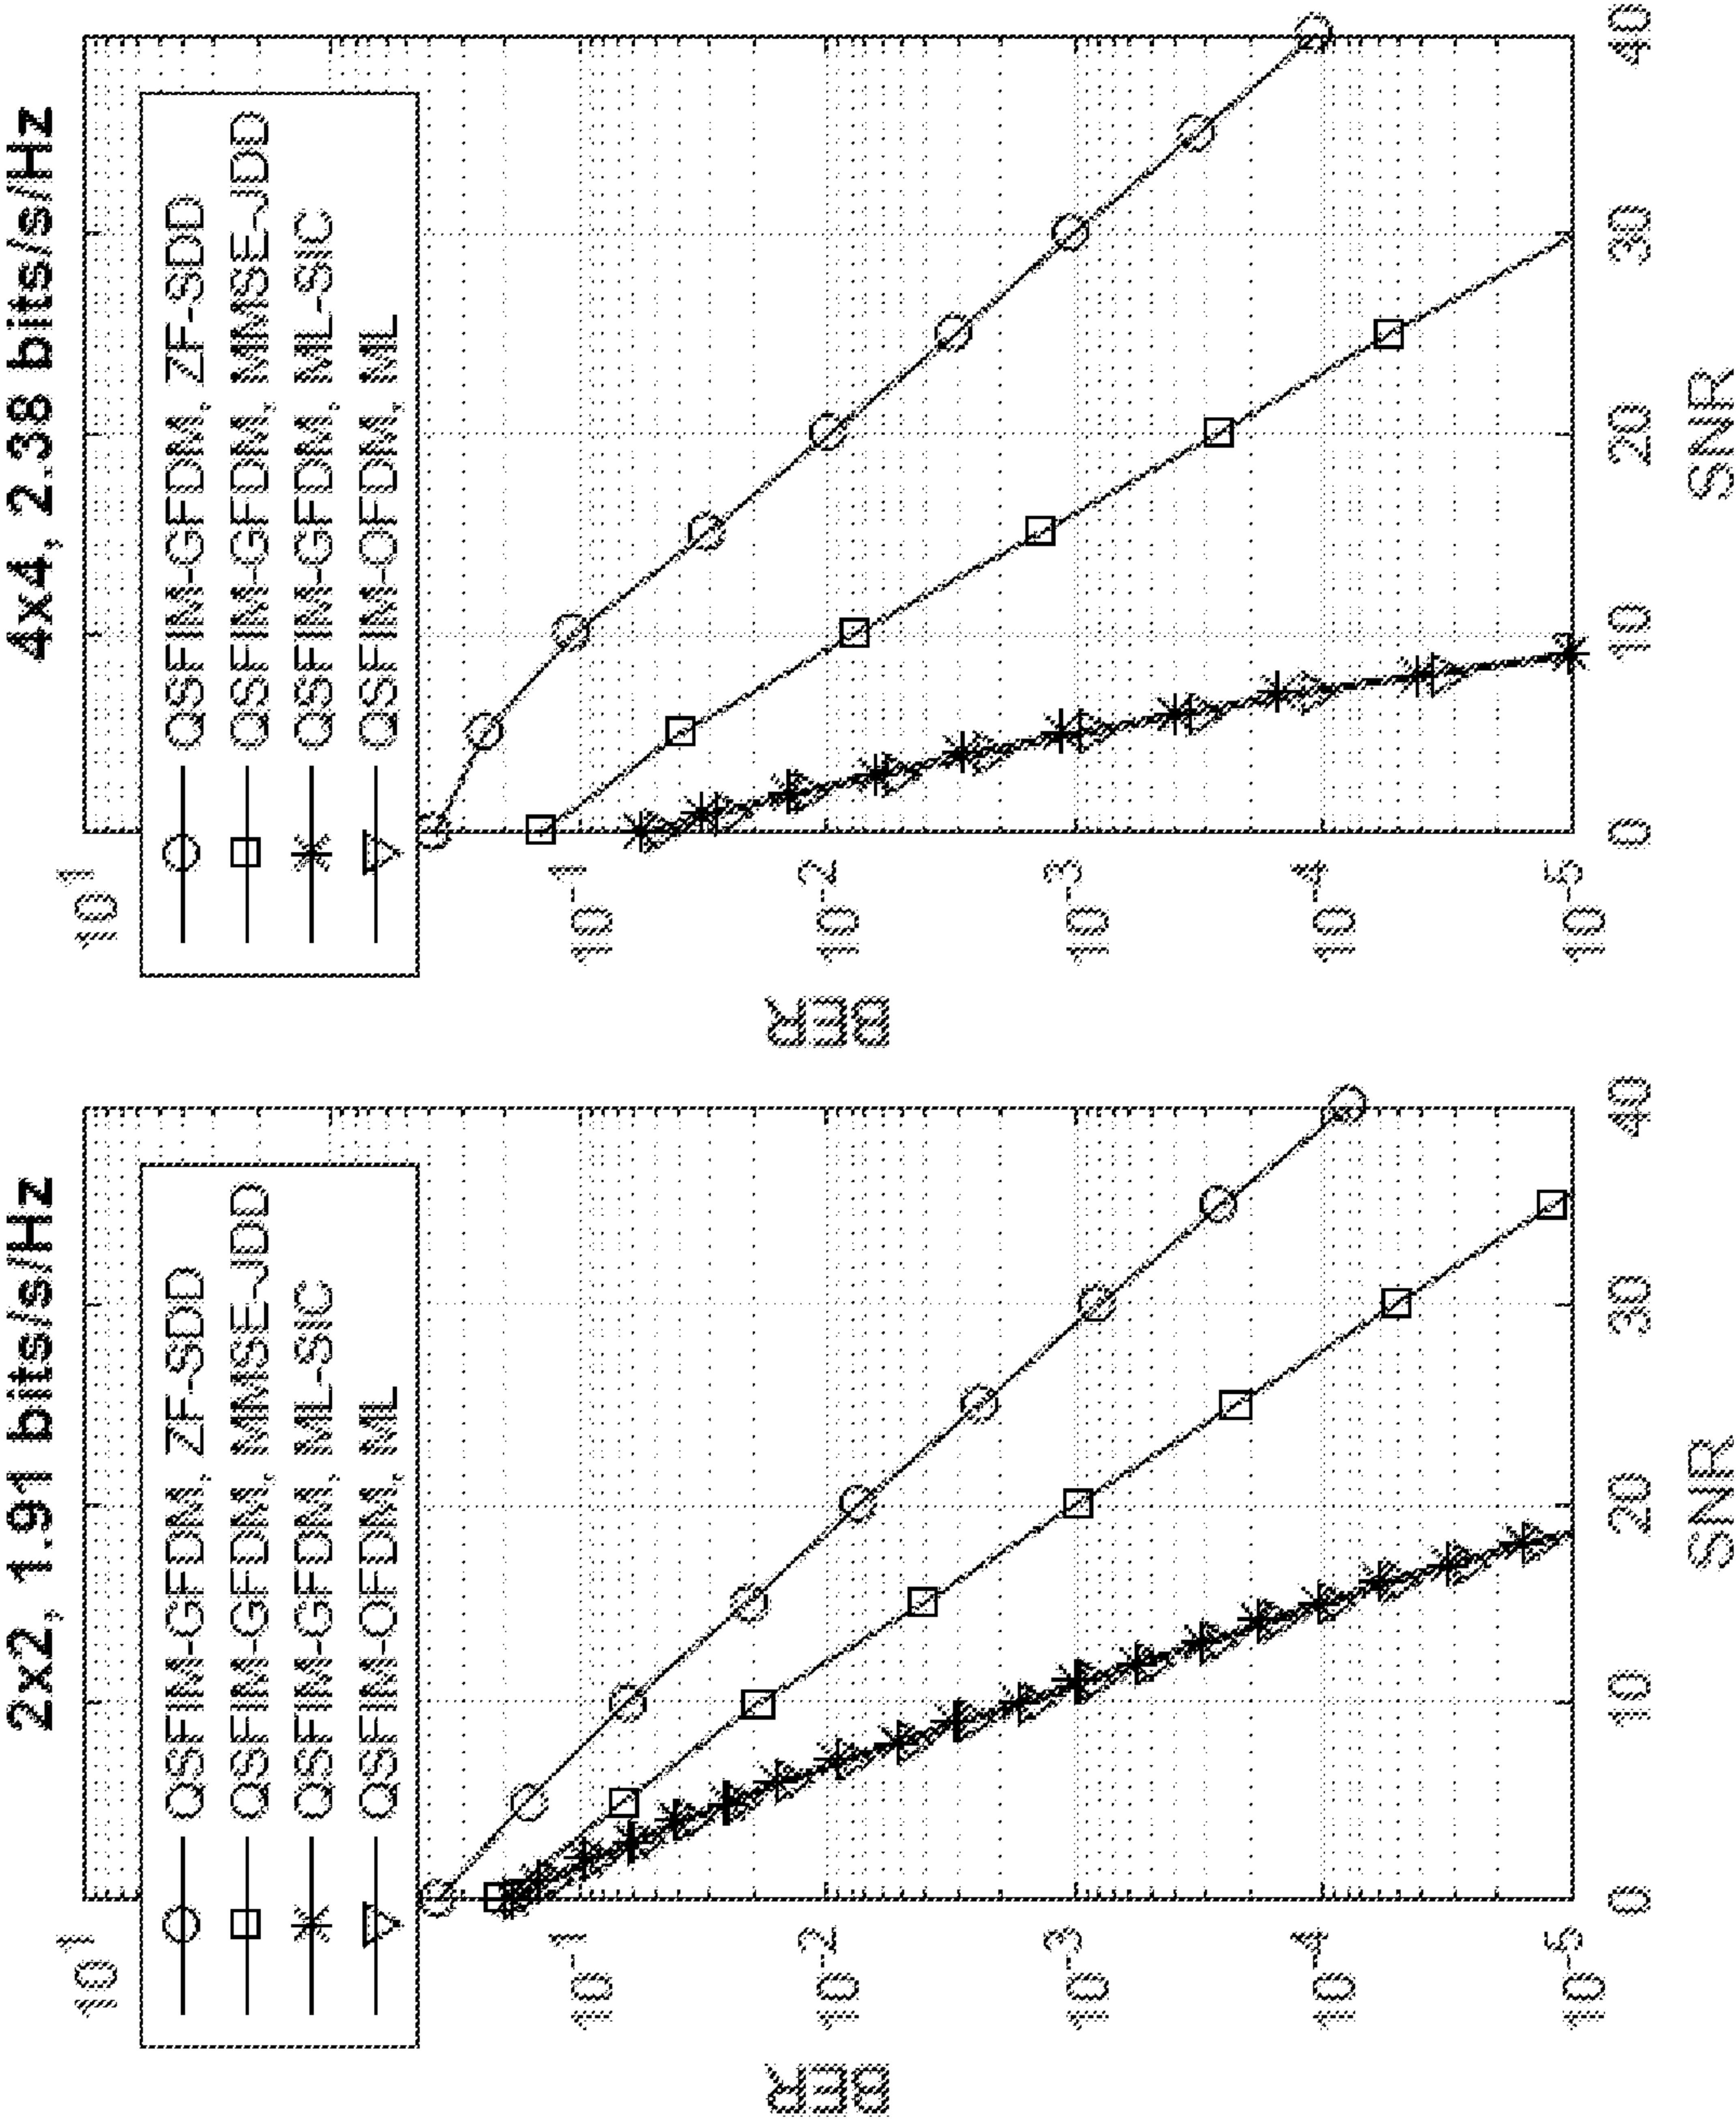 2x2, 1.91 bits/s/Hz
QSFIM-GFDM, ZF-SDD
QSFIM-GFDM, MMSE-JDD
QSFIM-GFDM, ML-SIC
QSFIM-OFDM, ML
BER
10^1
10^-1
10^-2
10^-3
10^-4
10^-5
0 10 20 30 40
SNR
4x4, 2.38 bits/s/Hz
QSFIM-GFDM, ZF-SDD
QSFIM-GFDM, MMSE-JDD
QSFIM-GFDM, ML-SIC
QSFIM-OFDM, ML
BER
10^1
10^-1
10^-2
10^-3
10^-4
10^-5
0 10 20 30 40
SNR